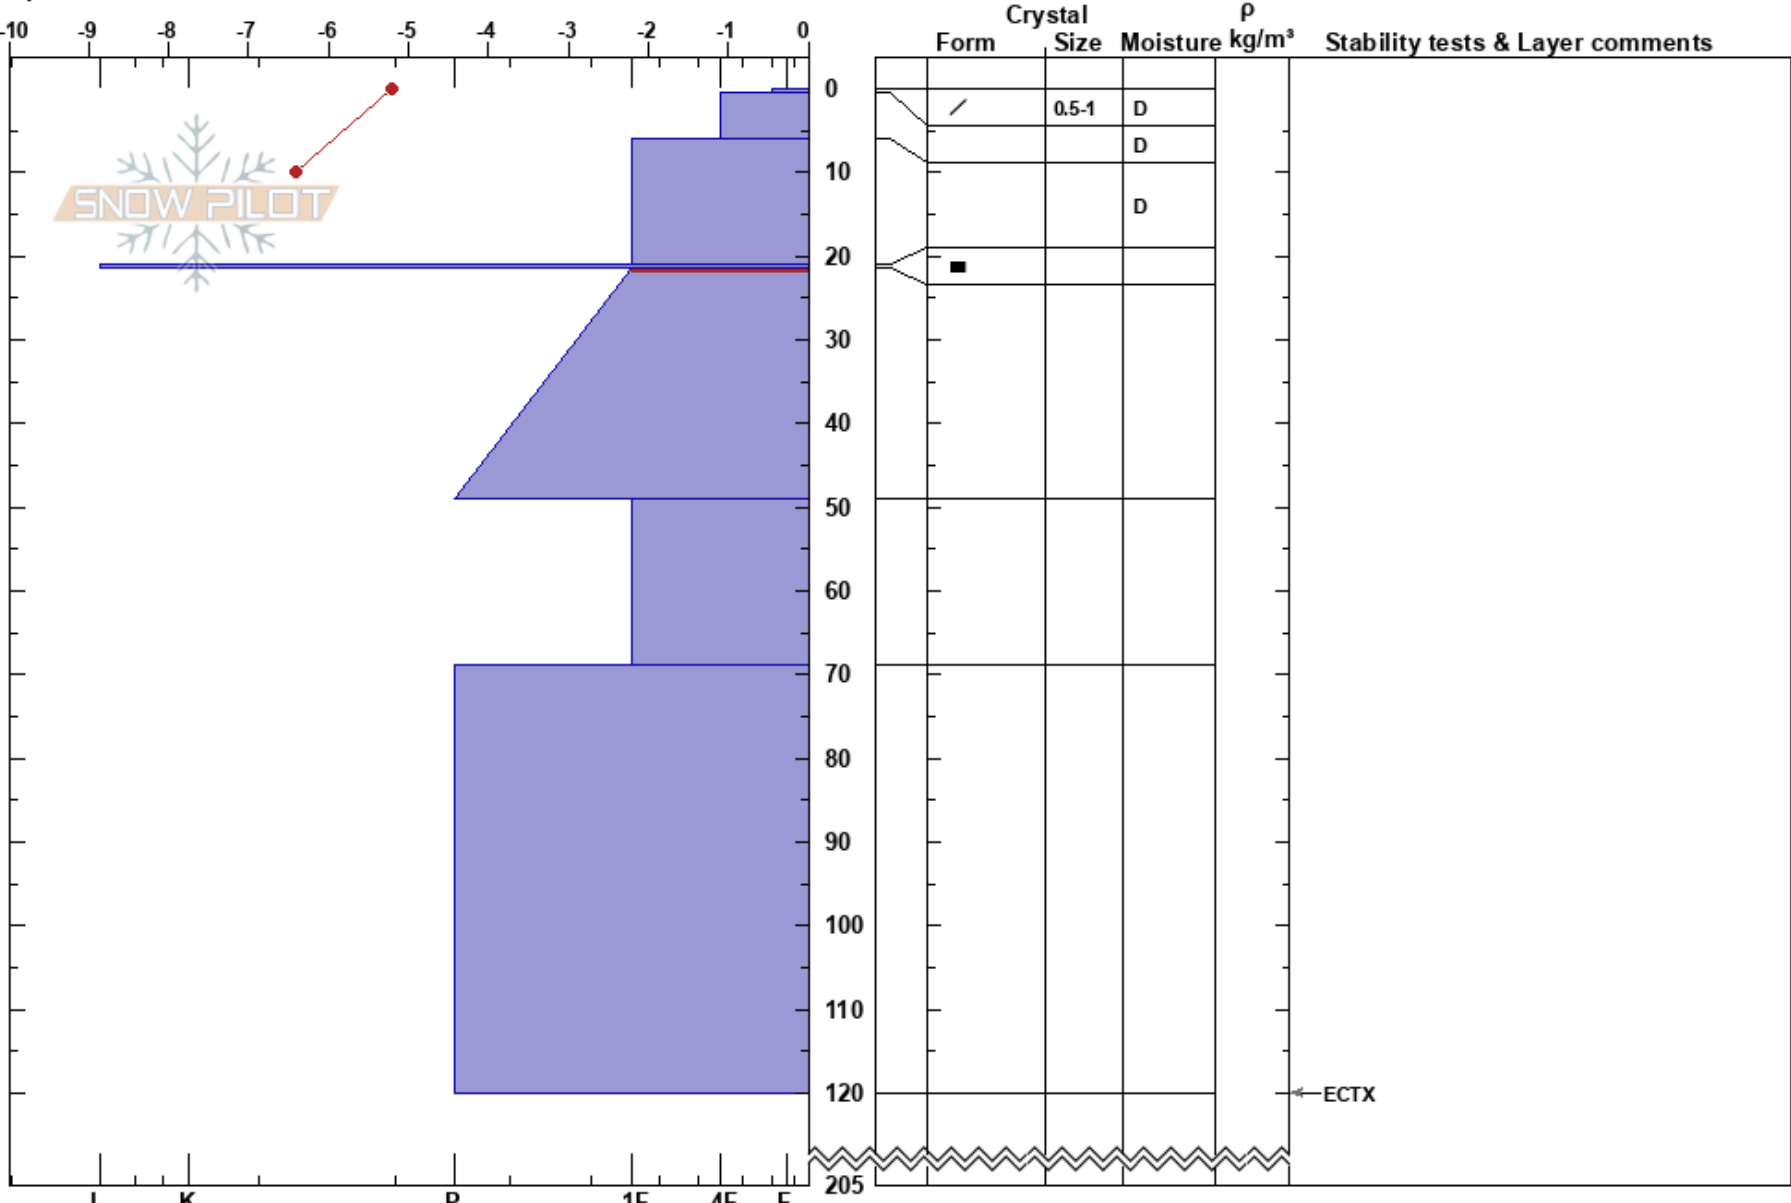 Crystal ρ
-10 -9 -8 -7 -6 -5 -4 -3 -2 -1 0 Form Size Moisture kg/m³ Stability tests & Layer comments
0
0.5-1 D
D
10
SNOW PILOT D
20
30
40
50
60
70
80
90
100
110
120 ECTX
205
I K P 1F 4F F